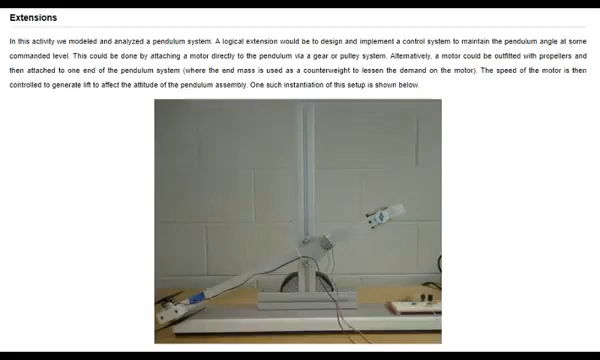 Extensions
In this activity we modeled and analyzed a pendulum system. A logical extension would be to design and implement a control system to maintain the pendulum angle at some
commanded level. This could be done by attaching a motor directly to the pendulum via a gear or pulley system. Alternatively, a motor could be outfitted with propellers and
then attached to one end of the pendulum system (where the end mass is used as a counterweight to lessen the demand on the motor). The speed of the motor is then
controlled to generate lift to affect the attitude of the pendulum assembly. One such instantiation of this setup is shown below.